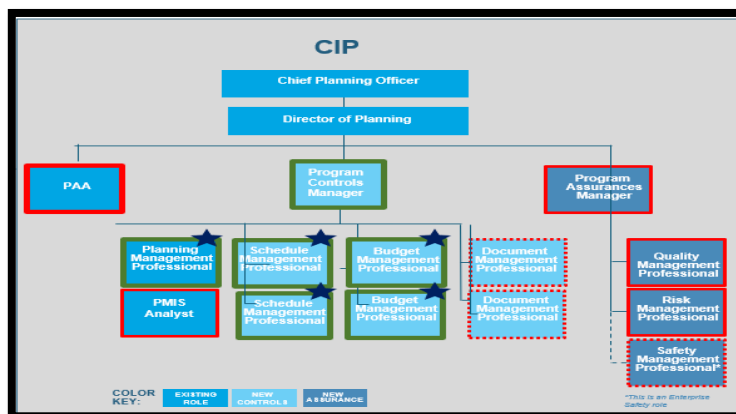 CIP
Chief Planning Officer
Director of Planning
PAA
Program
Controls
Manager
Program
Assurances
Manager
Planning
Management
Professional
Schedule
Management
Professional
Budget
Management
Professional
Document
Management
Professional
Quality
Management
Professional
PMIS
Analyst
Schedule
Management
Professional
Budget
Management
Professional
Document
Management
Professional
Risk
Management
Professional
Safety
Management
Professional*
COLOR
KEY:
EXISTING
ROLE
NEW
CONTROLS
NEW
ASSURANCE
*This is an Enterprise
Safety role